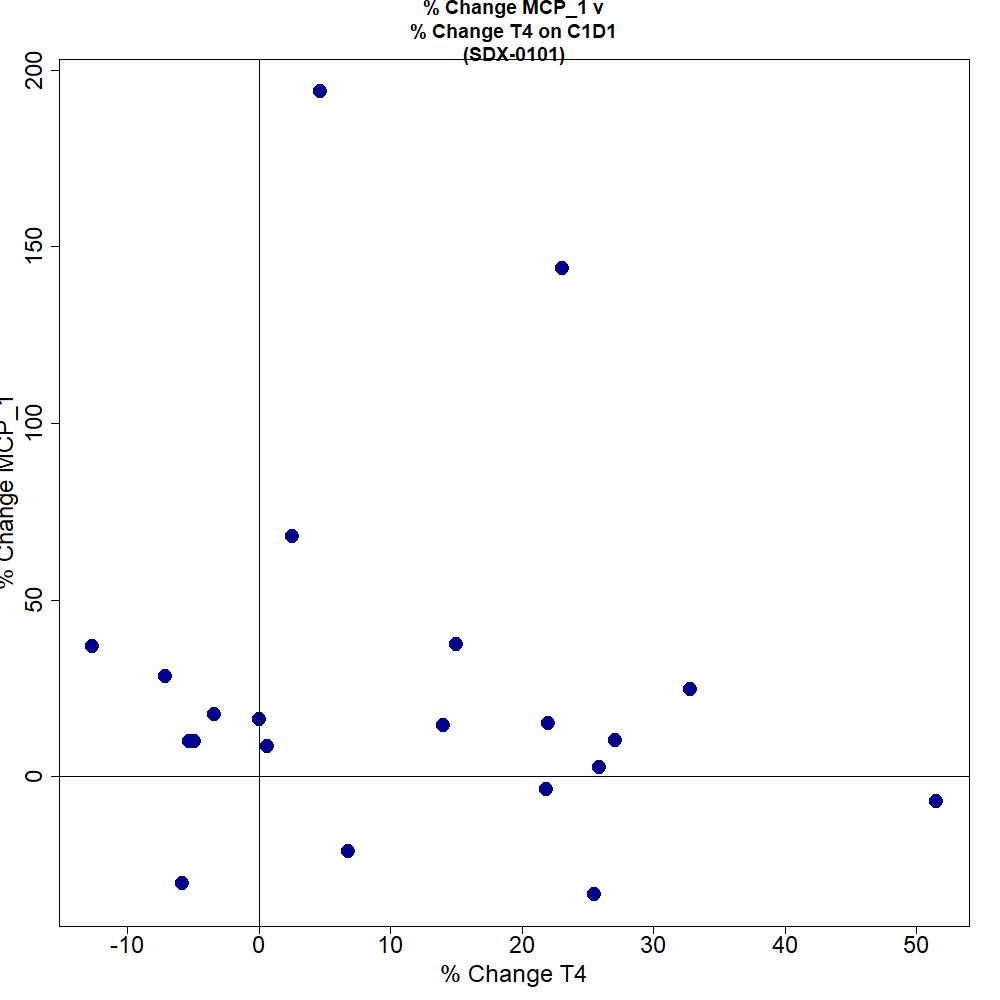 % Change MCP_1 v
% Change T4 on C1D1
(SDX-0101)
200
150
100
50
0
% Change MCP_1
-10 0 10 20 30 40 50
% Change T4